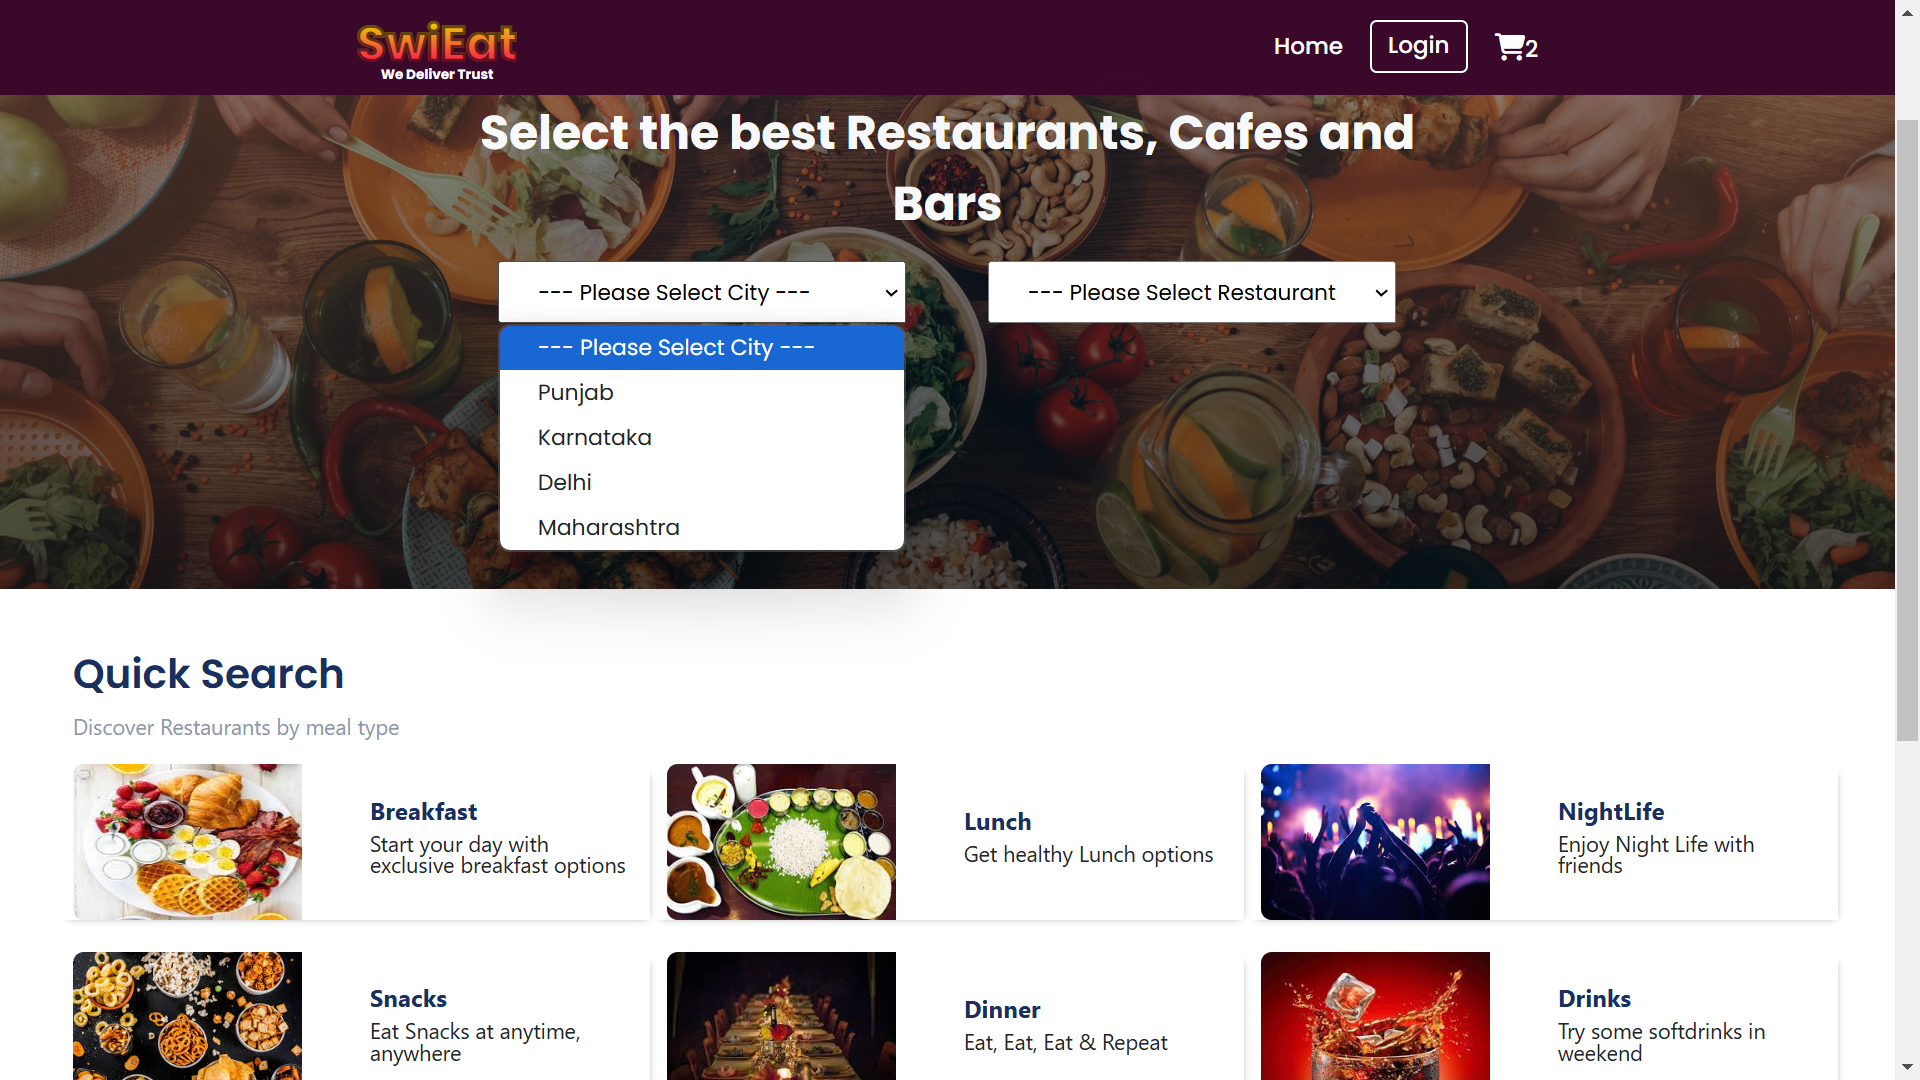 SwiEat
We Deliver Trust
Home
Login
2
Select the best Restaurants, Cafes and
Bars
--- Please Select City ---
--- Please Select Restaurant
--- Please Select City ---
Punjab
Karnataka
Delhi
Maharashtra
Quick Search
Discover Restaurants by meal type
Breakfast
Start your day with
exclusive breakfast options
Lunch
Get healthy Lunch options
NightLife
Enjoy Night Life with
friends
Snacks
Eat Snacks at anytime,
anywhere
Dinner
Eat, Eat, Eat & Repeat
Drinks
Try some softdrinks in
weekend